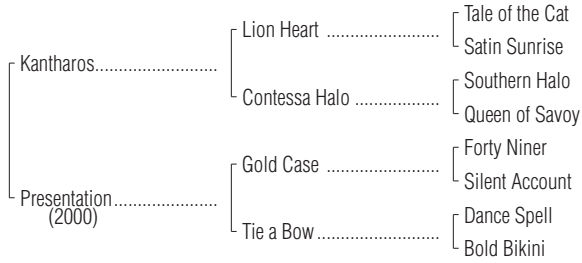 Tale of the Cat
Lion Heart ........................
Satin Sunrise
Kantharos..........................
Southern Halo
Contessa Halo ..................
Queen of Savoy
Forty Niner
Gold Case ........................
Silent Account
Presentation......................
(2000)
Dance Spell
Tie a Bow..........................
Bold Bikini